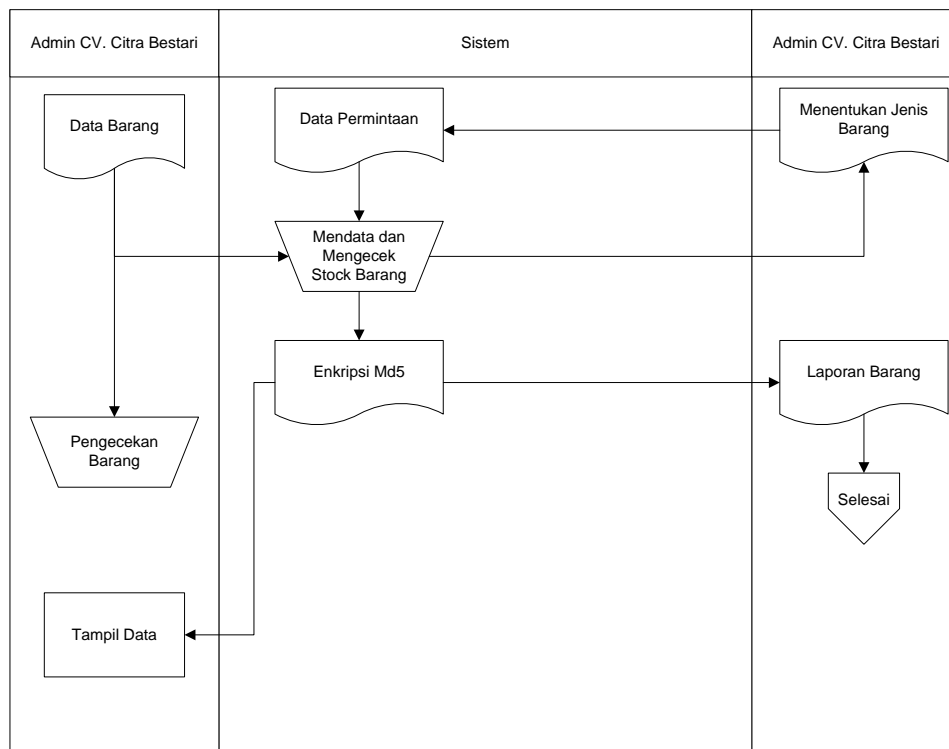 Admin CV. Citra Bestari
Sistem
Admin CV. Citra Bestari
Data Barang
Data Permintaan
Menentukan Jenis
Barang
Mendata dan
Mengecek
Stock Barang
Enkripsi Md5
Laporan Barang
Pengecekan
Barang
Selesai
Tampil Data